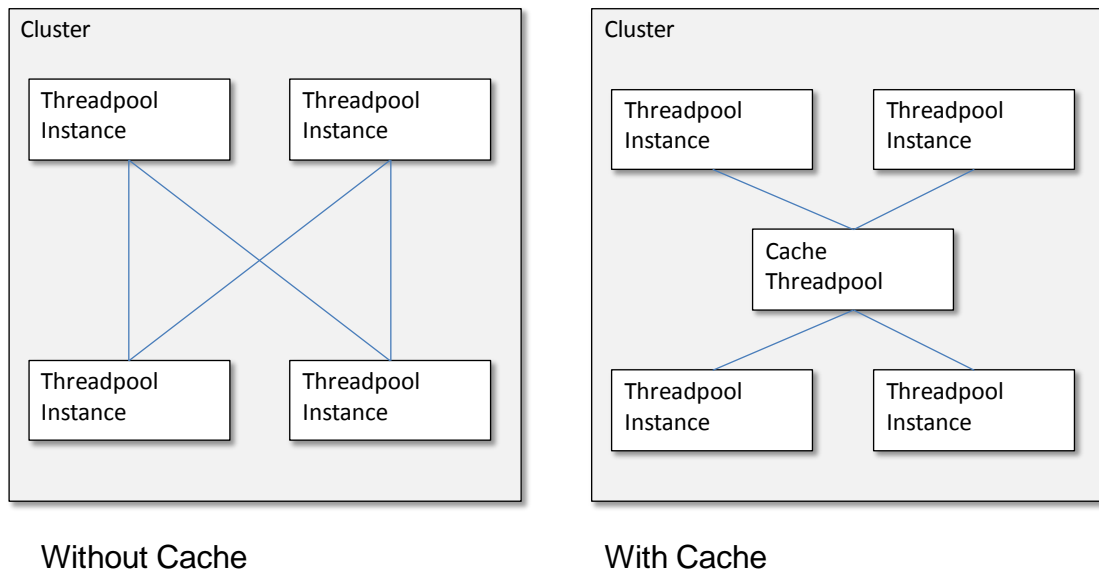 Cluster
Threadpool
Instance
Threadpool
Instance
Threadpool
Instance
Threadpool
Instance
Without Cache
Cluster
Threadpool
Instance
Threadpool
Instance
Cache
Threadpool
Threadpool
Instance
Threadpool
Instance
With Cache